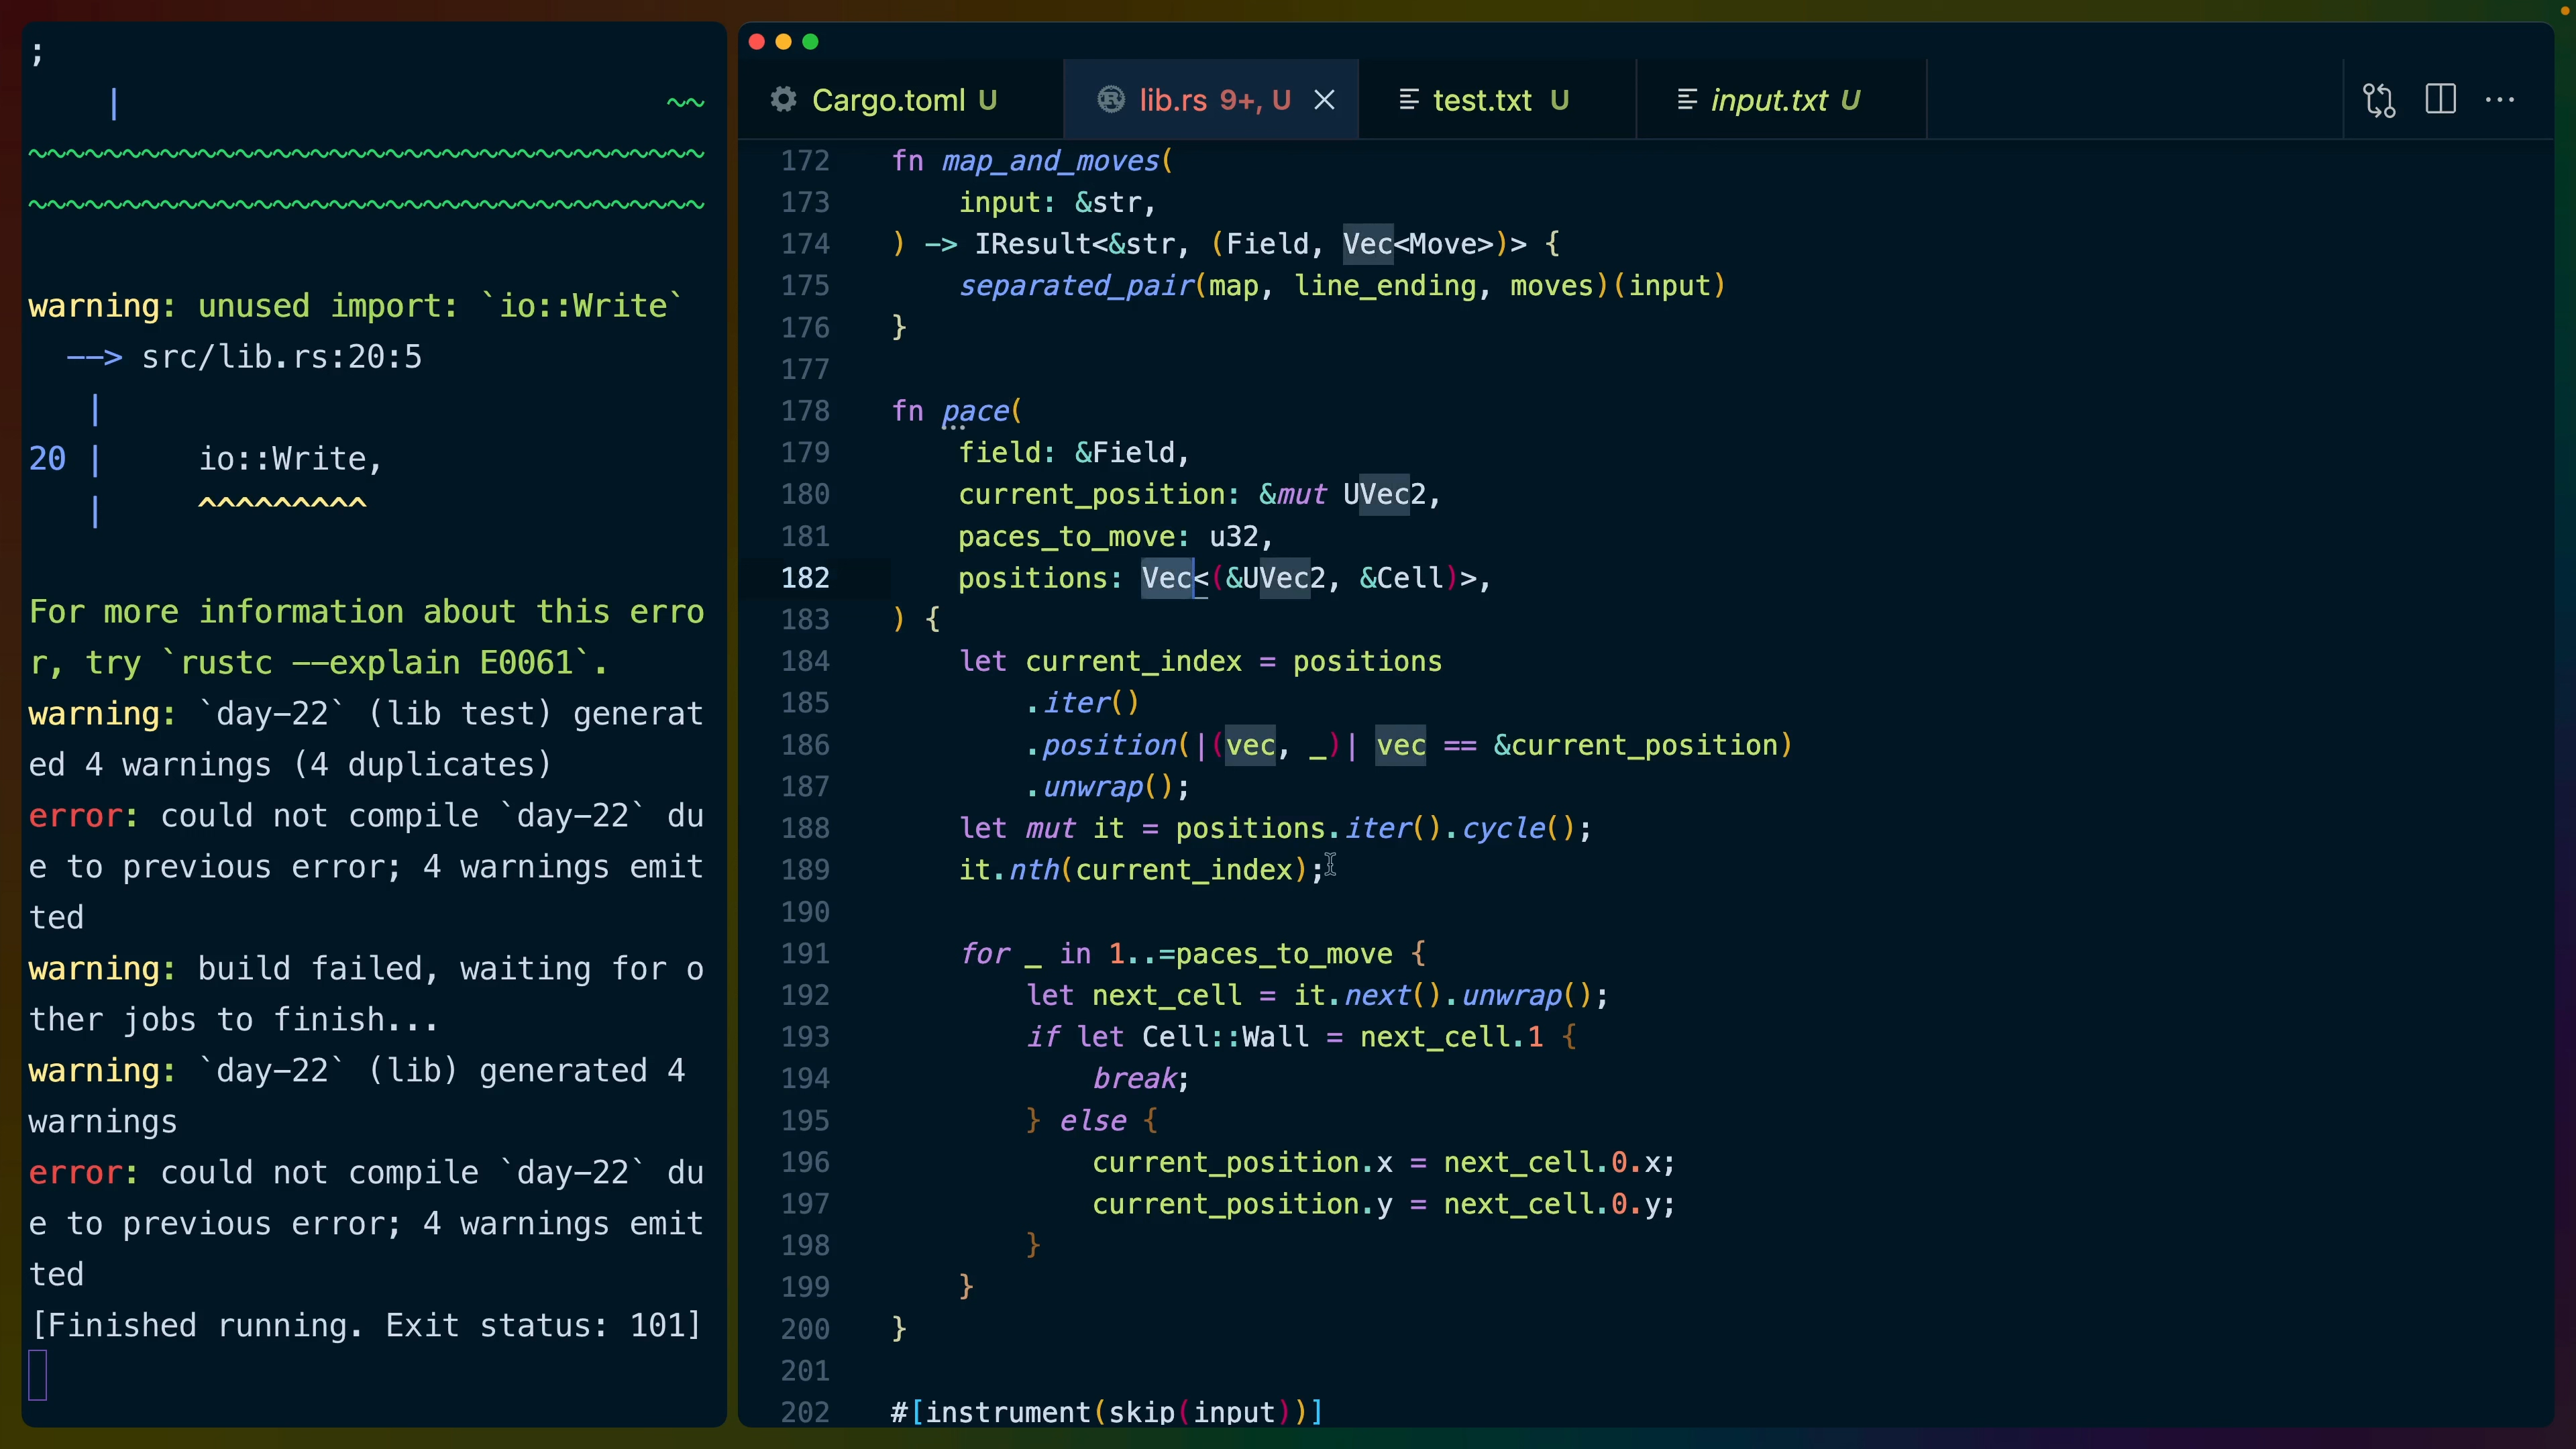 ;
|
~~
~~~~~~~~~~~~~~~~~~~~~~~~~~~~~~~~~~~~
~~~~~~~~~~~~~~~~~~~~~~~~~~~~~~~~~~~~
warning: unused import: `io::Write`
--> src/lib.rs:20:5
|
20 | io::Write,
| ^^^^^^^^^
For more information about this erro
r, try `rustc --explain E0061`.
warning: `day-22` (lib test) generat
ed 4 warnings (4 duplicates)
error: could not compile `day-22` du
e to previous error; 4 warnings emit
ted
warning: build failed, waiting for o
ther jobs to finish...
warning: `day-22` (lib) generated 4
warnings
error: could not compile `day-22` du
e to previous error; 4 warnings emit
ted
[Finished running. Exit status: 101]
Cargo.toml U lib.rs 9+, U test.txt U input.txt U
172 fn map_and_moves(
173     input: &str,
174 ) -> IResult<&str, (Field, Vec<Move>)> {
175     separated_pair(map, line_ending, moves)(input)
176 }
177
178 fn pace(
179     field: &Field,
180     current_position: &mut UVec2,
181     paces_to_move: u32,
182     positions: Vec<(&UVec2, &Cell)>,
183 ) {
184     let current_index = positions
185         .iter()
186         .position(|(vec, _)| vec == &current_position)
187         .unwrap();
188     let mut it = positions.iter().cycle();
189     it.nth(current_index);
190
191     for _ in 1..=paces_to_move {
192         let next_cell = it.next().unwrap();
193         if let Cell::Wall = next_cell.1 {
194             break;
195         } else {
196             current_position.x = next_cell.0.x;
197             current_position.y = next_cell.0.y;
198         }
199     }
200 }
201
202 #[instrument(skip(input))]